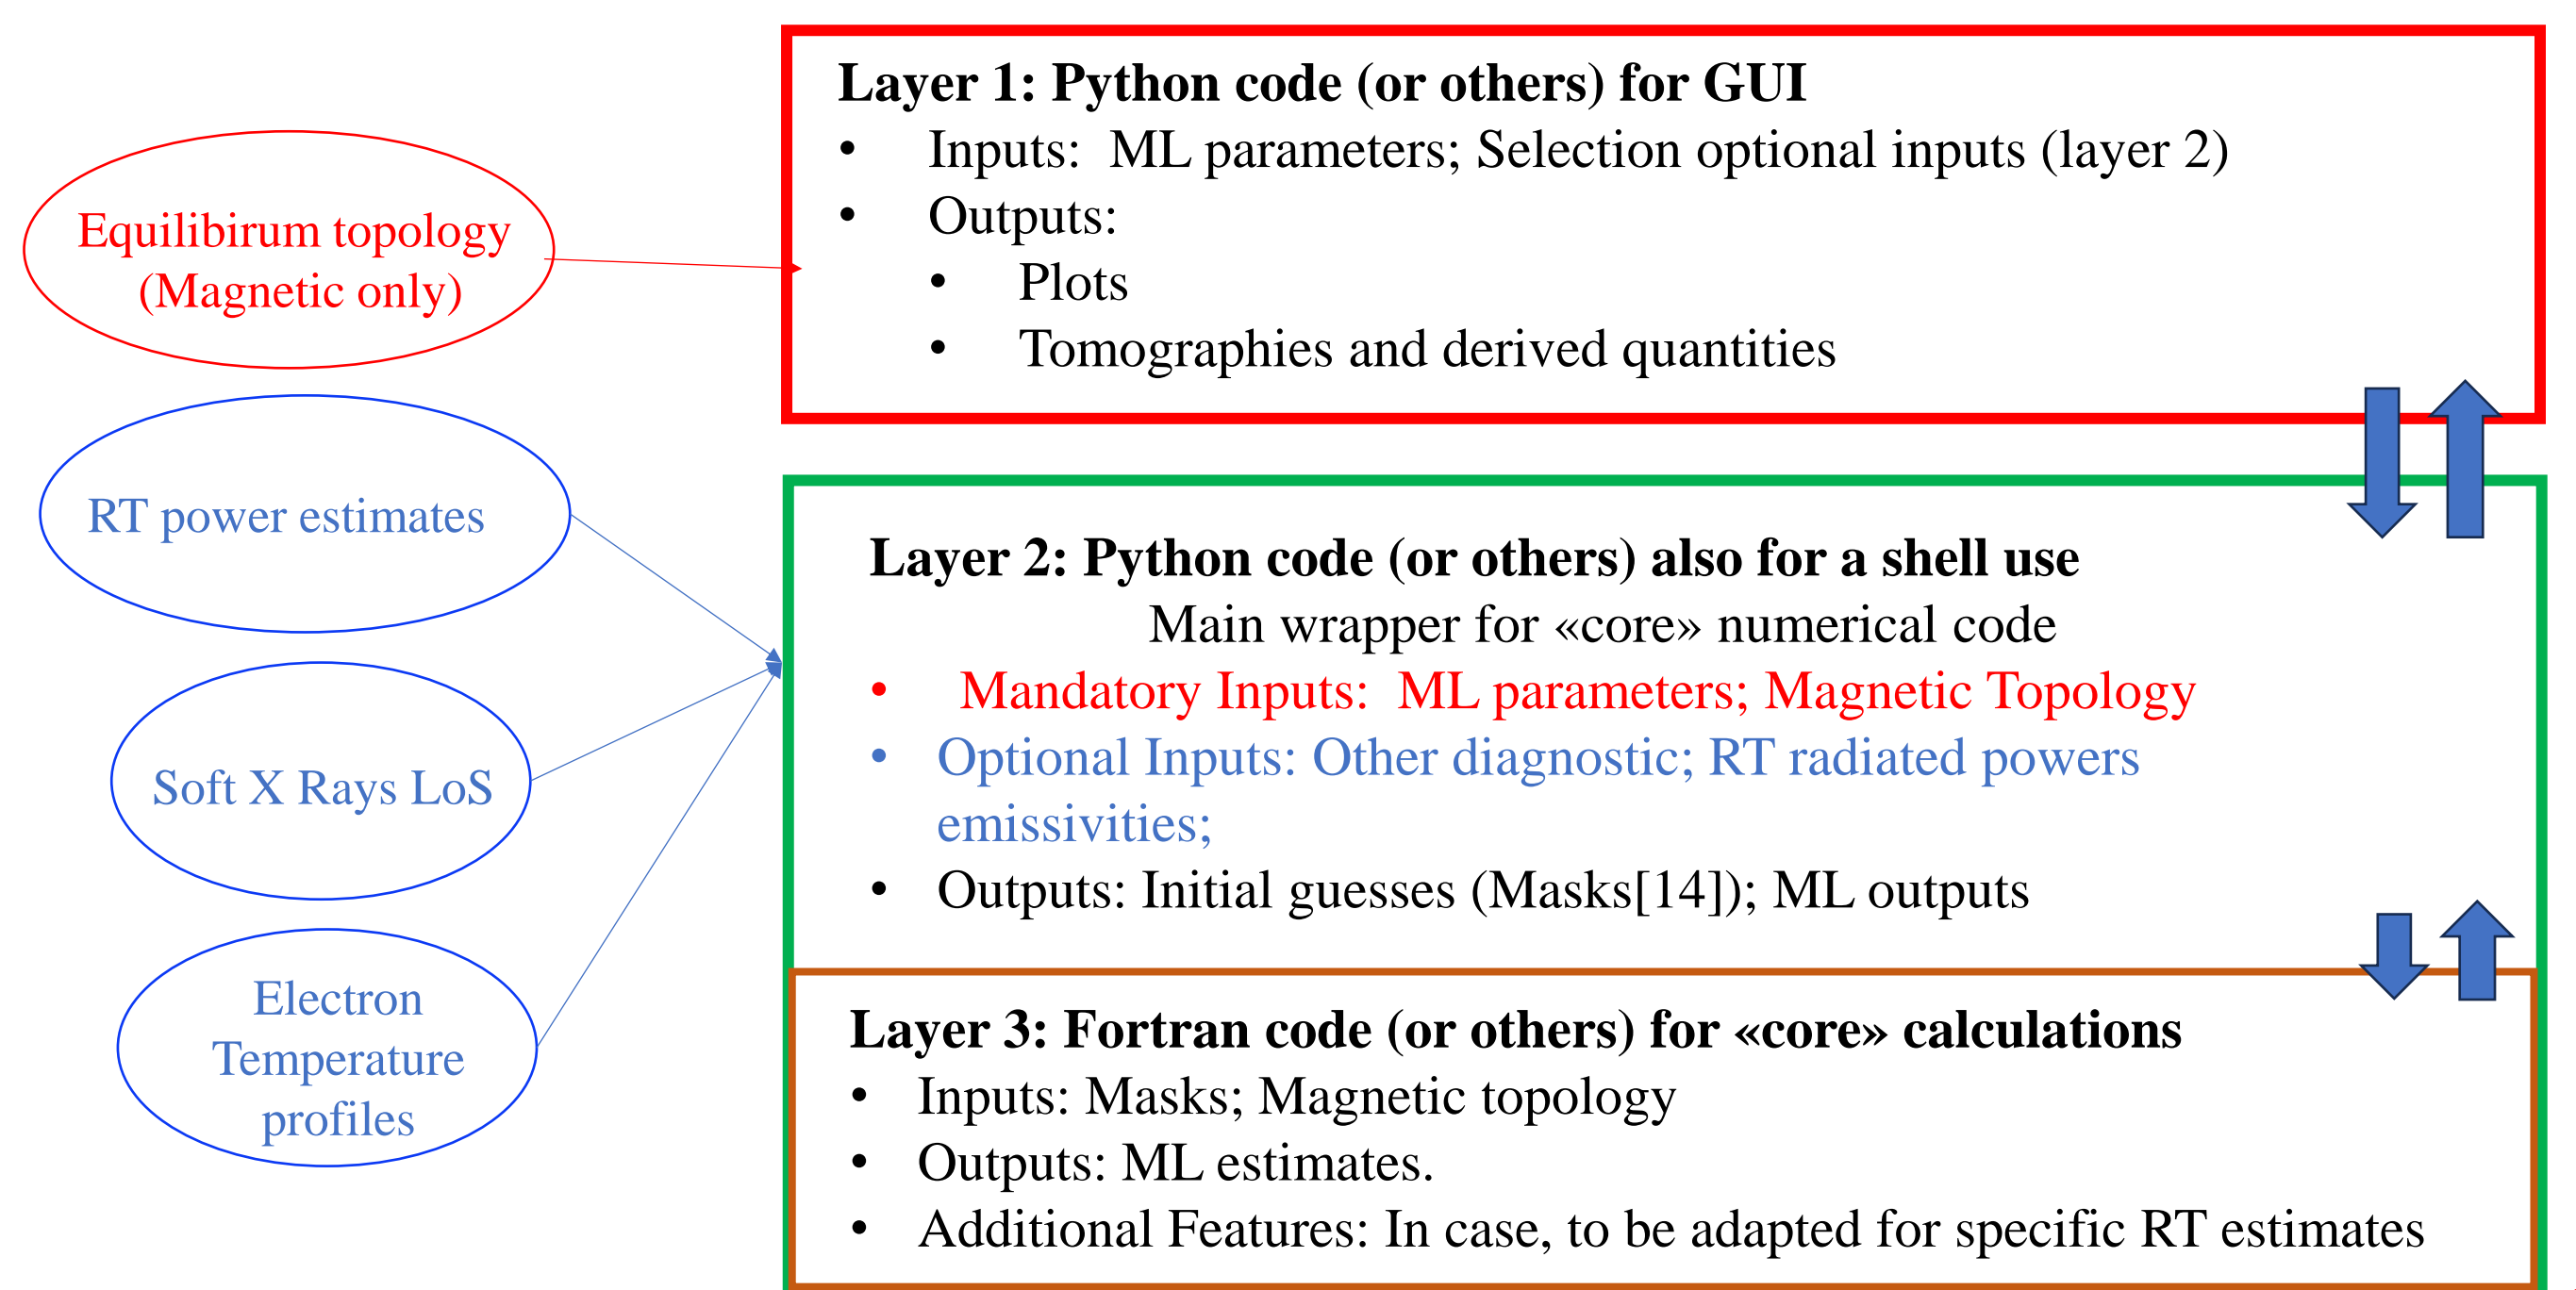 Equilibirum topology
(Magnetic only)
RT power estimates
Soft X Rays LoS
Electron
Temperature
profiles
Layer 1: Python code (or others) for GUI
• Inputs: ML parameters; Selection optional inputs (layer 2)
• Outputs:
• Plots
• Tomographies and derived quantities
Layer 2: Python code (or others) also for a shell use
Main wrapper for «core» numerical code
• Mandatory Inputs: ML parameters; Magnetic Topology
• Optional Inputs: Other diagnostic; RT radiated powers
emissivities;
• Outputs: Initial guesses (Masks[14]); ML outputs
Layer 3: Fortran code (or others) for «core» calculations
• Inputs: Masks; Magnetic topology
• Outputs: ML estimates.
• Additional Features: In case, to be adapted for specific RT estimates